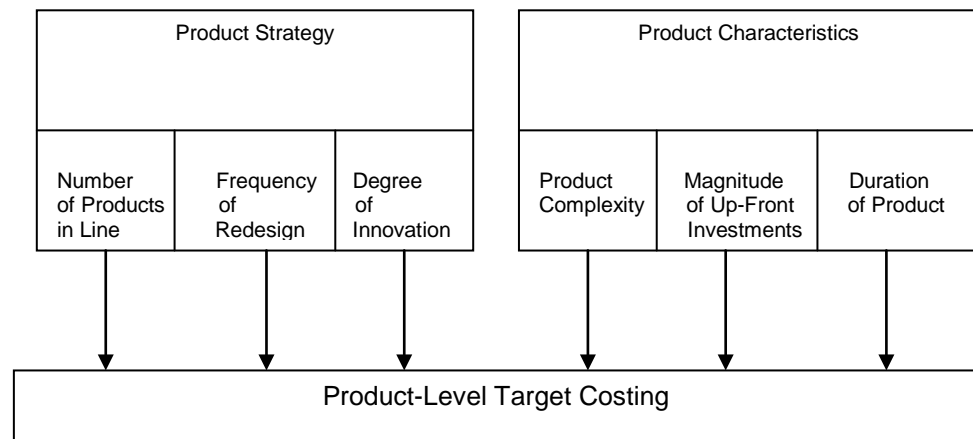 Product Strategy
Product Characteristics
Number
of Products
in Line
Frequency
of
Redesign
Degree
of
Innovation
Product
Complexity
Magnitude
of Up-Front
Investments
Duration
of Product
Product-Level Target Costing